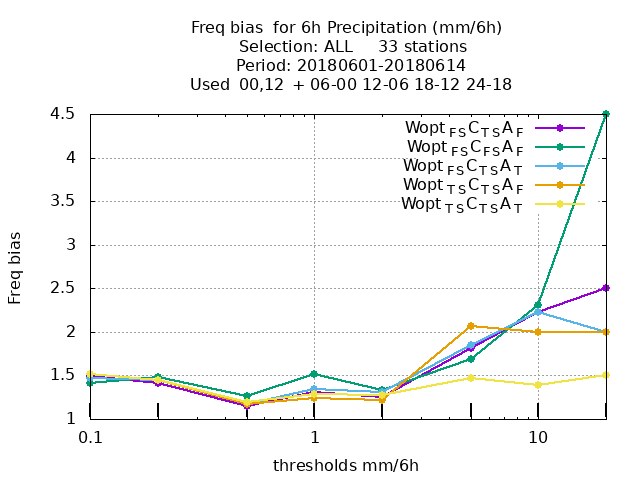 Freq bias  for 6h Precipitation (mm/6h)
Selection: ALL     33 stations
Period: 20180601-20180614
Used  00,12  + 06-00 12-06 18-12 24-18
4.5
4
3.5
3
2.5
2
1.5
1
Freq bias
Wopt FS C TS A F
Wopt FS C FS A F
Wopt FS C TS A T
Wopt TS C TS A F
Wopt TS C TS A T
0.1 1 10
thresholds mm/6h